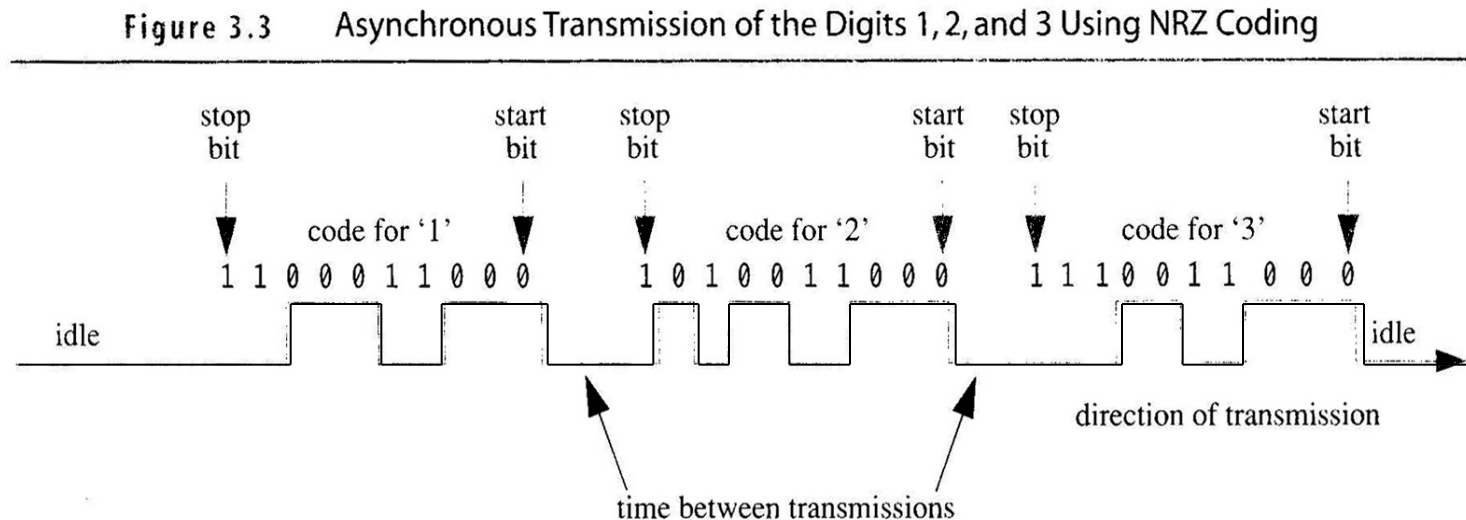 Figure 3.3 Asynchronous Transmission of the Digits 1, 2, and 3 Using NRZ Coding
stop bit
start bit
stop bit
start bit
stop bit
start bit
code for ‘1’
code for ‘2’
code for ‘3’
1 1 0 0 0 1 1 0 0 0
1 0 1 0 0 1 1 0 0 0
1 1 1 0 0 1 1 0 0 0
idle
idle
direction of transmission
time between transmissions